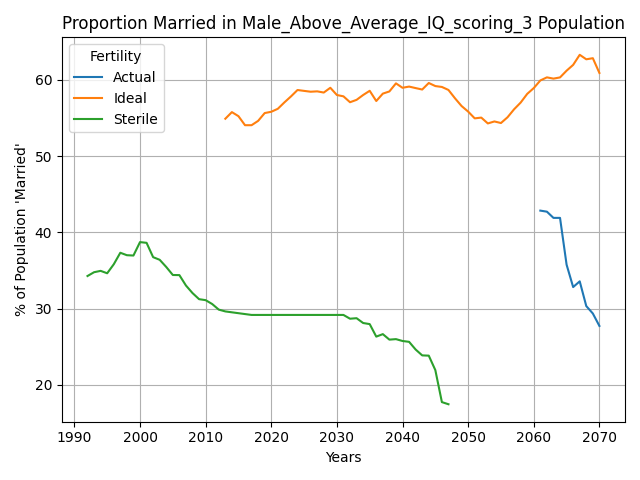 Proportion Married in Male_Above_Average_IQ_scoring_3 Population
Fertility
Actual
Ideal
Sterile
% of Population 'Married'
60
50
40
30
20
1990 2000 2010 2020 2030 2040 2050 2060 2070
Years